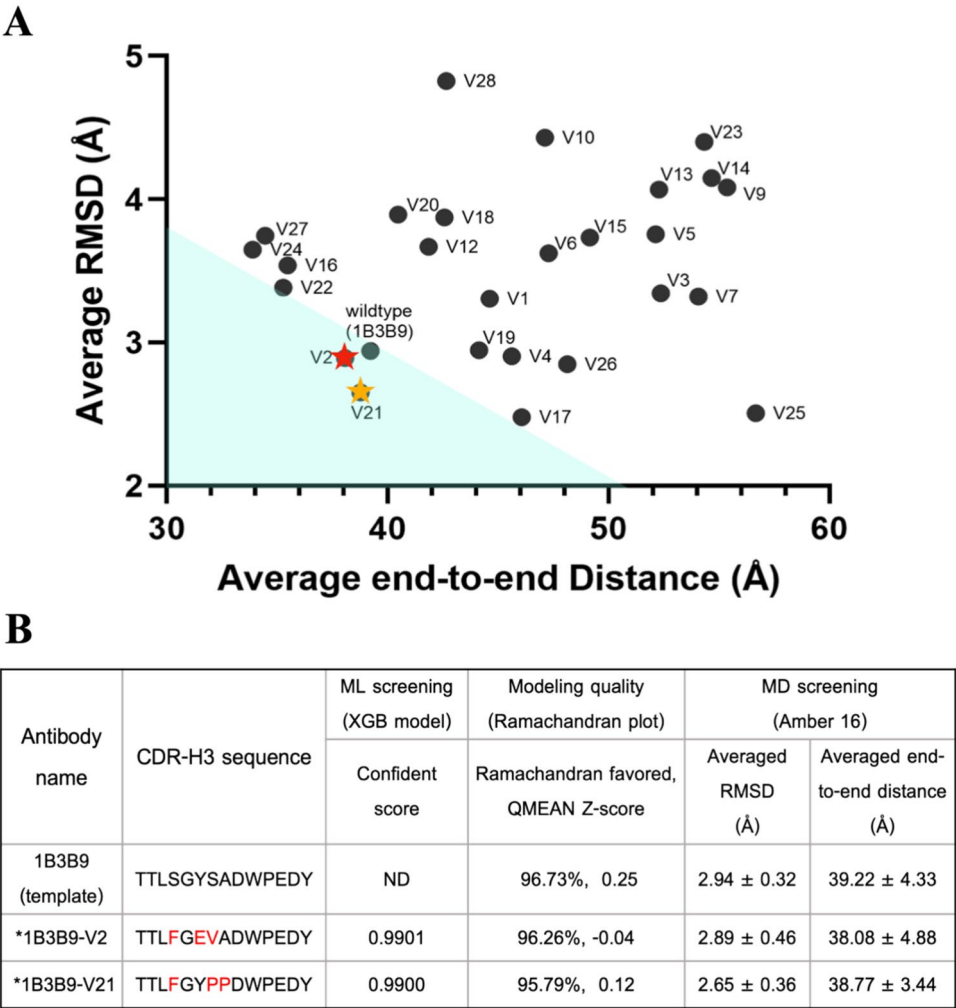 A
5
4
3
2
30
40
50
60
Average RMSD (Å)
Average end-to-end Distance (Å)
V28
V10
V23
V14
V13
V9
V20
V18
V27
V24
V12
V15
V6
V5
V16
V22
V3
V7
V1
wildtype
(1B3B9)
V19
V4
V2
V26
V21
V17
V25
B
Antibody
name
CDR-H3 sequence
ML screening
(XGB model)
Modeling quality
(Ramachandran plot)
MD screening
(Amber 16)
Confident
score
Ramachandran favored,
QMEAN Z-score
Averaged
RMSD
(Å)
Averaged end-
to-end distance
(Å)
1B3B9
(template)
TTLSGYSADWPEDY
ND
96.73%, 0.25
2.94 ± 0.32
39.22 ± 4.33
*1B3B9-V2
TTLFGEVADWPEDY
0.9901
96.26%, -0.04
2.89 ± 0.46
38.08 ± 4.88
*1B3B9-V21
TTLFGYPPDWPEDY
0.9900
95.79%, 0.12
2.65 ± 0.36
38.77 ± 3.44